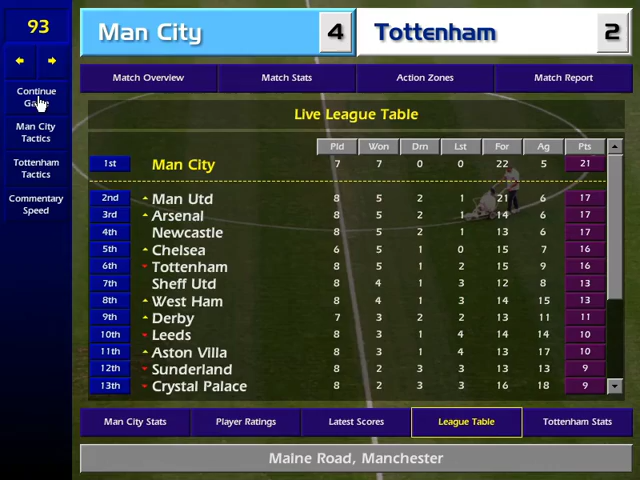 93
Man City 4 Tottenham 2
Continue
Game
Man City
Tactics
Tottenham
Tactics
Commentary
Speed
Match Overview Match Stats Action Zones Match Report
Live League Table
Pld Won Drn Lst For Ag Pts
1st Man City 7 7 0 0 22 5 21
2nd Man Utd 8 5 2 1 21 6 17
3rd Arsenal 8 5 2 1 14 6 17
4th Newcastle 8 5 2 1 13 6 17
5th Chelsea 6 5 1 0 15 7 16
6th Tottenham 8 5 1 2 15 9 16
7th Sheff Utd 8 4 1 3 12 8 13
8th West Ham 8 4 1 3 14 15 13
9th Derby 7 3 2 2 13 11 11
10th Leeds 8 3 1 4 14 14 10
11th Aston Villa 8 3 1 4 13 17 10
12th Sunderland 8 2 3 3 13 13 9
13th Crystal Palace 8 2 3 3 16 18 9
Man City Stats Player Ratings Latest Scores League Table Tottenham Stats
Maine Road, Manchester